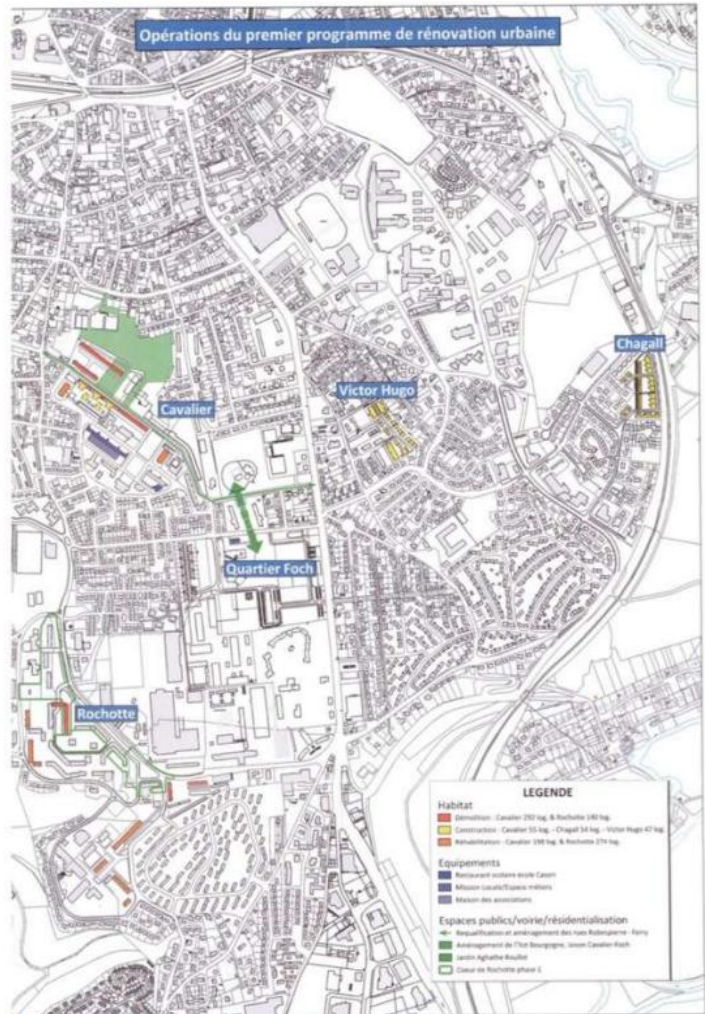 Opérations du premier programme de rénovation urbaine
Chagall
Victor Hugo
Cavalier
Quartier Foch
Rochotte
LEGENDE
Habitat
Démolition : Cavalier 292 log. & Rochotte 140 log.
Construction : Cavalier 55 log. - Chagall 54 log. - Victor Hugo 47 log.
Réhabilitation : Cavalier 198 log. & Rochotte 274 log.
Equipements
Restaurant scolaire école
Mission Locale/Espace métiers
Maison des associations
Espaces publics/voirie/résidentialisation
Requalification et aménagement des rues Robespierre - Ferry
Aménagement de l'îlot Bourgogne, liaison Cavalier-Foch
Jardin Aghathe Roullot
Coeur de Rochotte phase 1